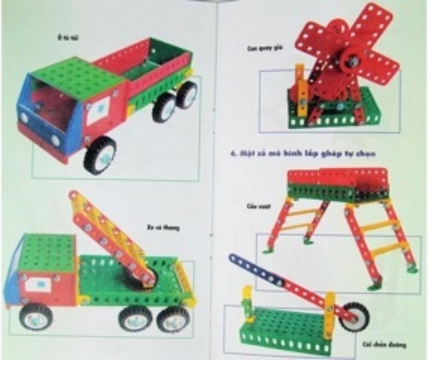 Ô tô tải
Xe có thang
Con quay gió
6. Một số mô hình lắp ghép tự chọn
Cầu vượt
Cái chắn đường